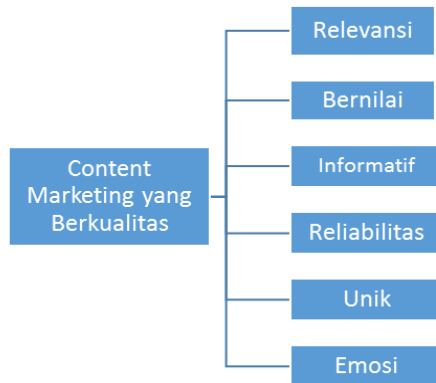 Content
Marketing yang
Berkualitas
Relevansi
Bernilai
Informatif
Reliabilitas
Unik
Emosi